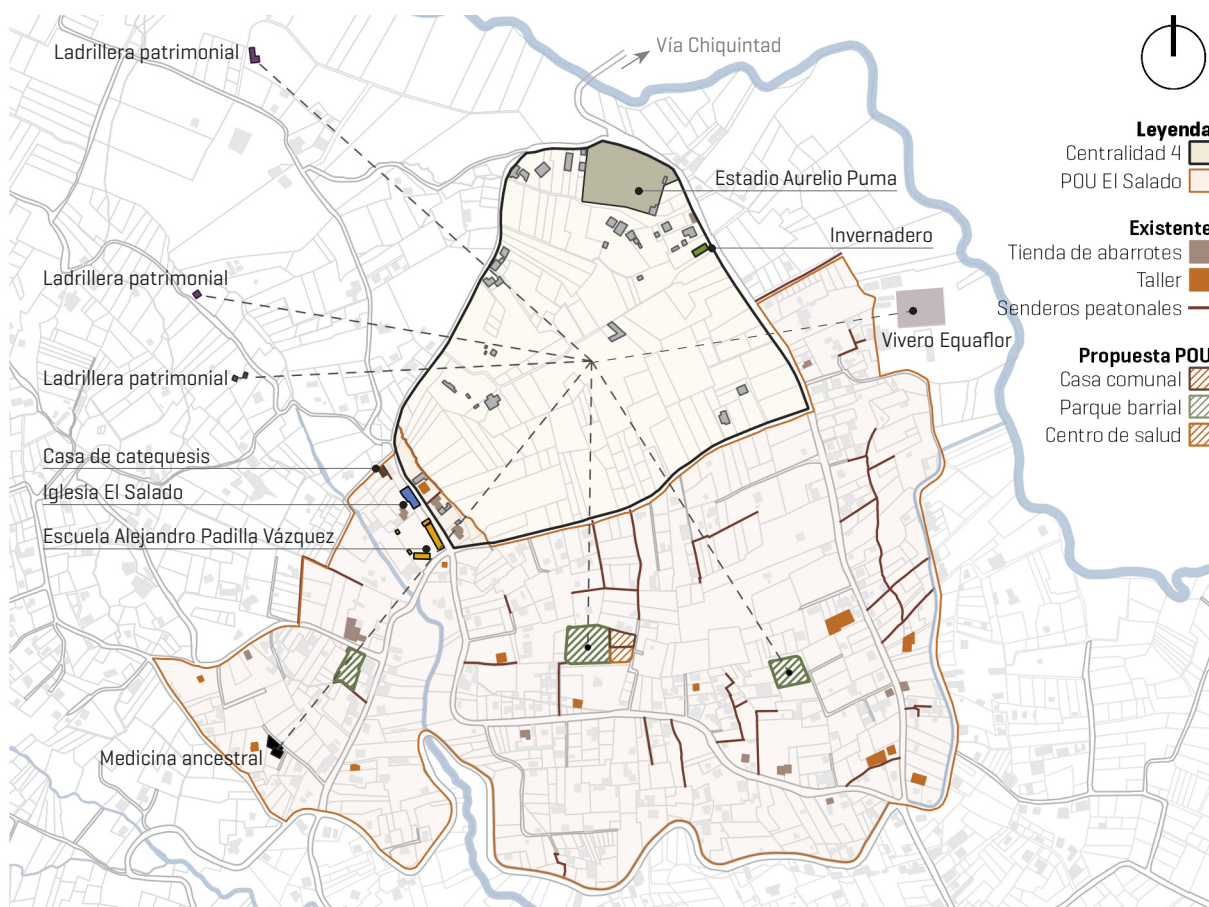 Ladrillera patrimonial
Vía Chiquintad
Leyenda
Centralidad 4
POU El Salado
Estadio Aurelio Puma
Invernadero
Existente
Tienda de abarrotes
Taller
Senderos peatonales
Ladrillera patrimonial
Vivero Equaflor
Propuesta POU
Casa comunal
Parque barrial
Centro de salud
Ladrillera patrimonial
Casa de catequesis
Iglesia El Salado
Escuela Alejandro Padilla Vázquez
Medicina ancestral